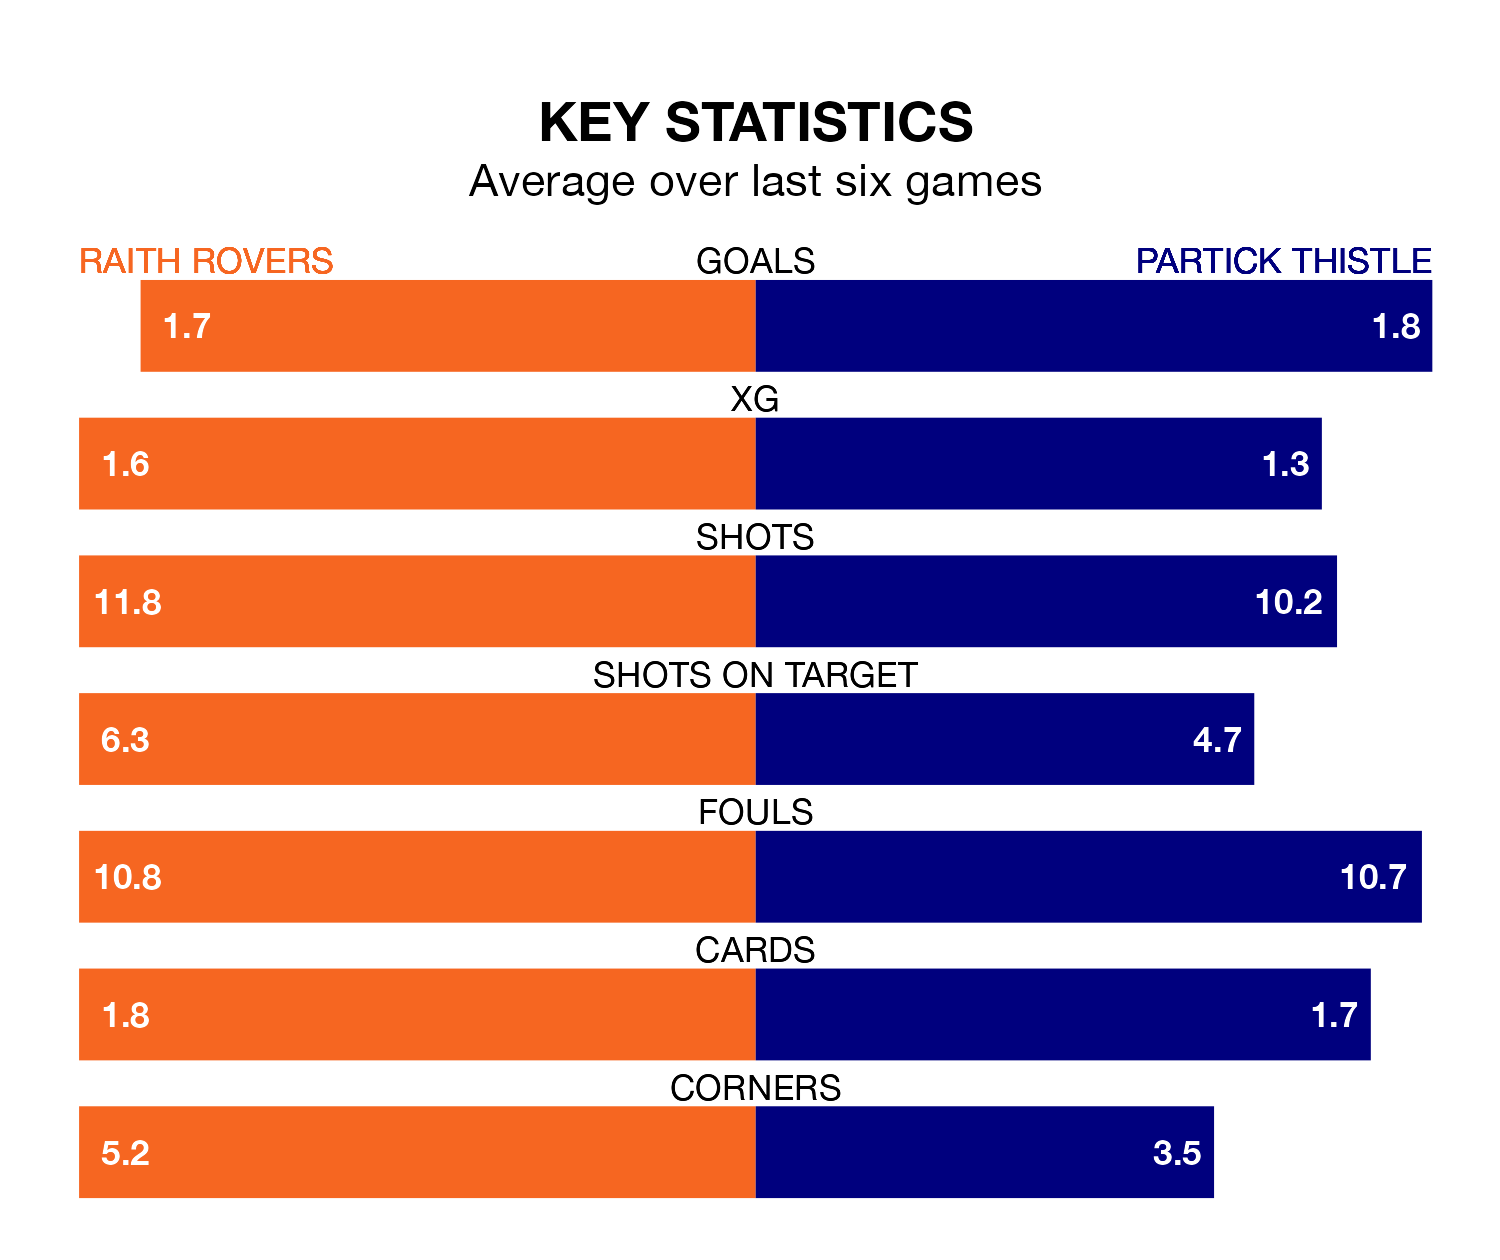 KEY STATISTICS
Average over last six games
RAITH ROVERS GOALS PARTICK THISTLE
1.7 1.8
XG
1.6 1.3
SHOTS
11.8 10.2
SHOTS ON TARGET
6.3 4.7
FOULS
10.8 10.7
CARDS
1.8 1.7
CORNERS
5.2 3.5